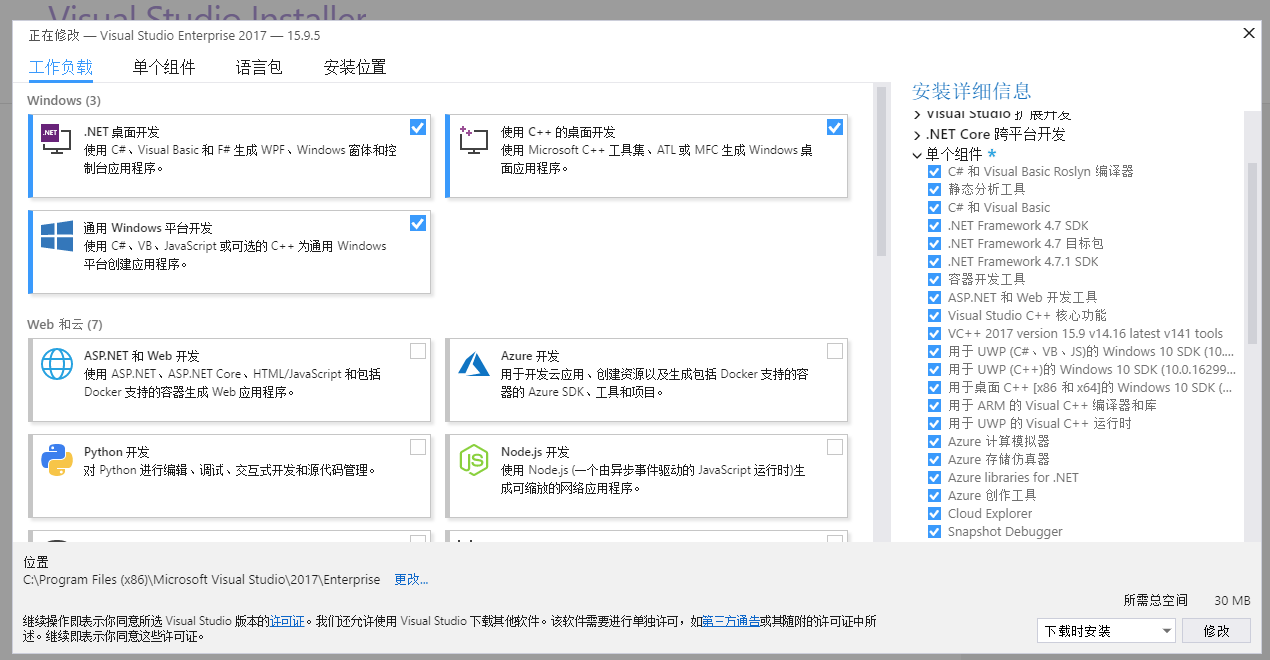 Visual Studio Installer
正在修改 — Visual Studio Enterprise 2017 — 15.9.5
工作负载
单个组件
语言包
安装位置
Windows (3)
.NET
.NET 桌面开发
使用 C#、Visual Basic 和 F# 生成 WPF、Windows 窗体和控
制台应用程序。
使用 C++ 的桌面开发
使用 Microsoft C++ 工具集、ATL 或 MFC 生成 Windows 桌
面应用程序。
通用 Windows 平台开发
使用 C#、VB、JavaScript 或可选的 C++ 为通用 Windows
平台创建应用程序。
Web 和云 (7)
ASP.NET 和 Web 开发
使用 ASP.NET、ASP.NET Core、HTML/JavaScript 和包括
Docker 支持的容器生成 Web 应用程序。
Azure 开发
用于开发云应用、创建资源以及生成包括 Docker 支持的容
器的 Azure SDK、工具和项目。
Python 开发
对 Python 进行编辑、调试、交互式开发和源代码管理。
Node.js 开发
使用 Node.js (一个由异步事件驱动的 JavaScript 运行时)生
成可缩放的网络应用程序。
安装详细信息
Visual Studio 扩展开发
.NET Core 跨平台开发
单个组件 *
C# 和 Visual Basic Roslyn 编译器
静态分析工具
C# 和 Visual Basic
.NET Framework 4.7 SDK
.NET Framework 4.7 目标包
.NET Framework 4.7.1 SDK
容器开发工具
ASP.NET 和 Web 开发工具
Visual Studio C++ 核心功能
VC++ 2017 version 15.9 v14.16 latest v141 tools
用于 UWP (C#、VB、JS)的 Windows 10 SDK (10....
用于 UWP (C++)的 Windows 10 SDK (10.0.16299...
用于桌面 C++ [x86 和 x64]的 Windows 10 SDK (...
用于 ARM 的 Visual C++ 编译器和库
用于 UWP 的 Visual C++ 运行时
Azure 计算模拟器
Azure 存储仿真器
Azure libraries for .NET
Azure 创作工具
Cloud Explorer
Snapshot Debugger
位置
C:\Program Files (x86)\Microsoft Visual Studio\2017\Enterprise 更改...
所需总空间 30 MB
继续操作即表示你同意所选 Visual Studio 版本的许可证。我们还允许使用 Visual Studio 下载其他软件。该软件需要进行单独许可，如第三方通告或其随附的许可证中所
述。继续即表示你同意这些许可证。
下载时安装
修改